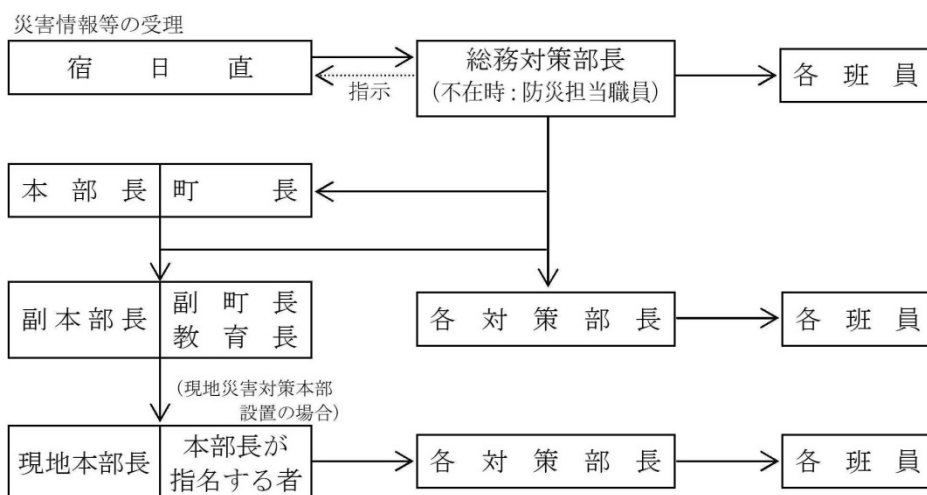 災害情報等の受理
宿日直
総務対策部長
(不在時:防災担当職員)
各班員
指示
本部長
町長
副本部長
副町長
教育長
各対策部長
各班員
(現地災害対策本部
設置の場合)
現地本部長
本部長が
指名する者
各対策部長
各班員